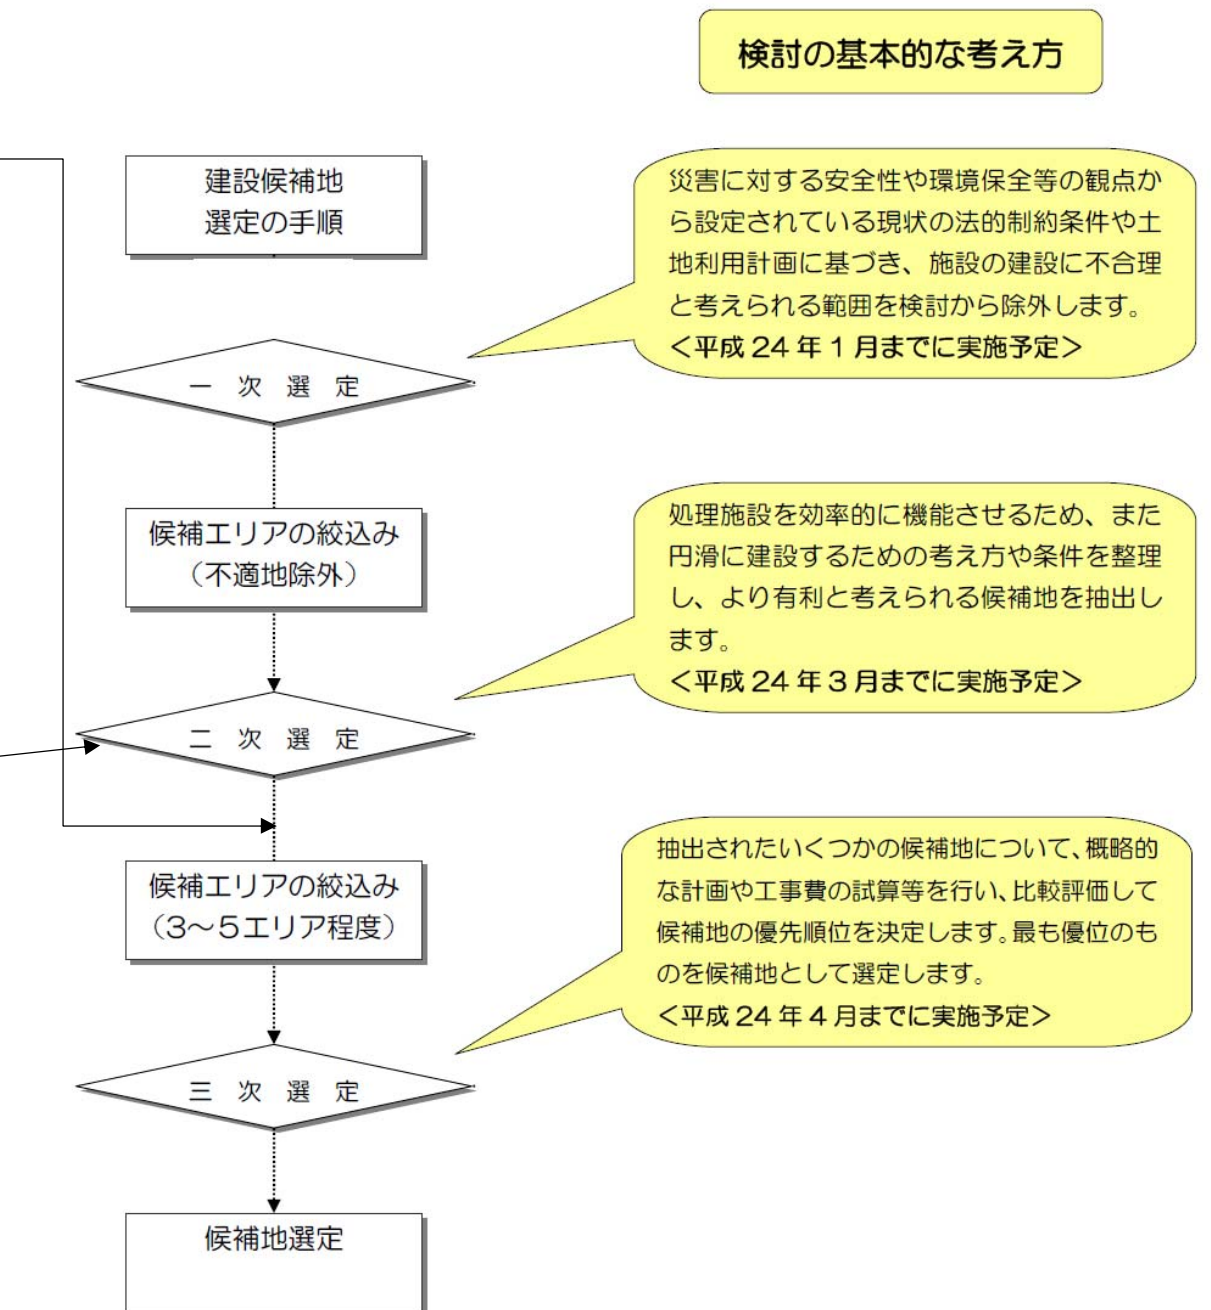 検討の基本的な考え方
建設候補地
選定の手順
災害に対する安全性や環境保全等の観点か
ら設定されている現状の法的制約条件や土
地利用計画に基づき、施設の建設に不合理
と考えられる範囲を検討から除外します。
＜平成 24 年 1 月までに実施予定＞
一 次 選 定
候補エリアの絞込み
（不適地除外）
処理施設を効率的に機能させるため、また
円滑に建設するための考え方や条件を整理
し、より有利と考えられる候補地を抽出し
ます。
＜平成 24 年 3 月までに実施予定＞
二 次 選 定
候補エリアの絞込み
（3～5エリア程度）
抽出されたいくつかの候補地について、概略的
な計画や工事費の試算等を行い、比較評価して
候補地の優先順位を決定します。最も優位のも
のを候補地として選定します。
＜平成 24 年 4 月までに実施予定＞
三 次 選 定
候補地選定